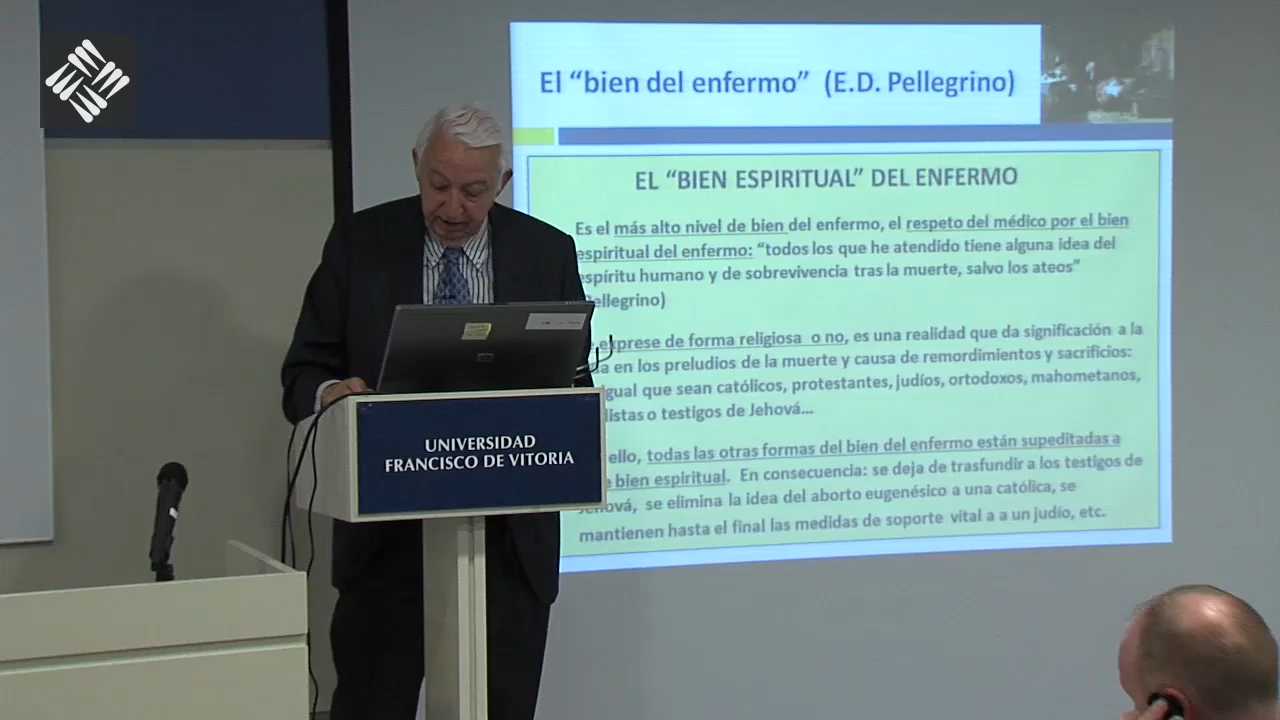 El “bien del enfermo” (E.D. Pellegrino)
EL “BIEN ESPIRITUAL” DEL ENFERMO
Es el más alto nivel de bien del enfermo, el respeto del médico por el bien
espiritual del enfermo: “todos los que he atendido tiene alguna idea del
espíritu humano y de sobrevivencia tras la muerte, salvo los ateos”
Pellegrino)
exprese de forma religiosa o no, es una realidad que da significación a la
en los preludios de la muerte y causa de remordimientos y sacrificios:
igual que sean católicos, protestantes, judíos, ortodoxos, mahometanos,
o testigos de Jehová...
ello, todas las otras formas del bien del enfermo están supeditadas a
bien espiritual. En consecuencia: se deja de trasfundir a los testigos de
Jehová, se elimina la idea del aborto eugenésico a una católica, se
mantienen hasta el final las medidas de soporte vital a a un judío, etc.
UNIVERSIDAD
FRANCISCO DE VITORIA